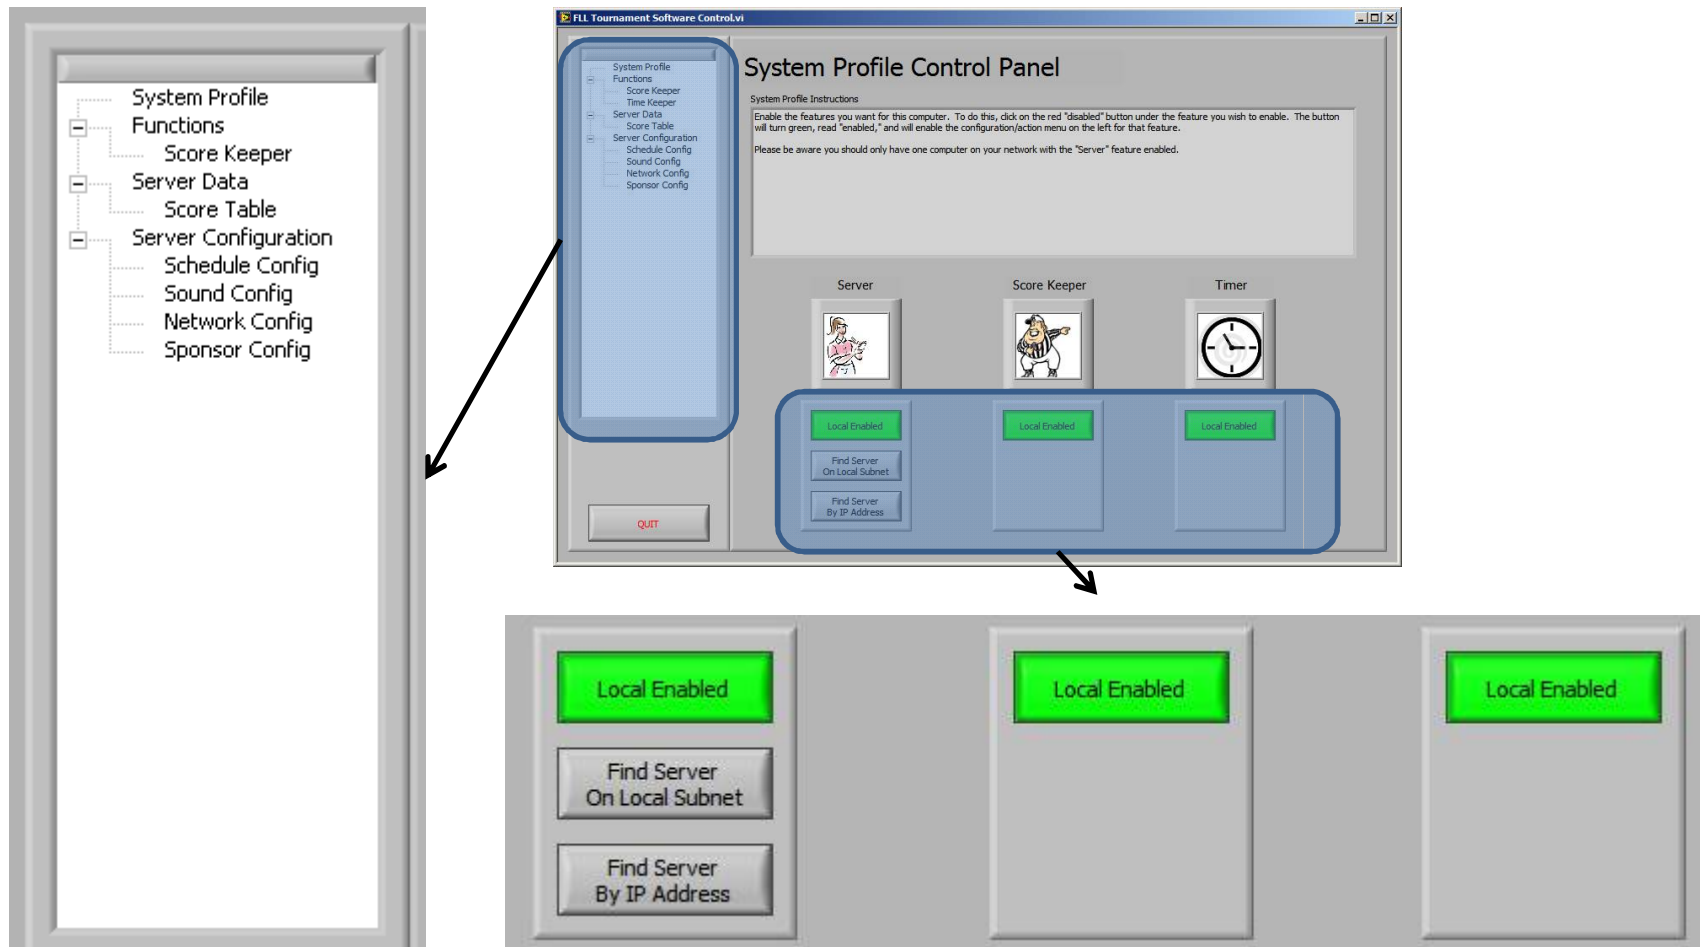 System Profile
Functions
Score Keeper
Server Data
Score Table
Server Configuration
Schedule Config
Sound Config
Network Config
Sponsor Config
FLL Tournament Software Control.vi
System Profile
Functions
Score Keeper
Time Keeper
Server Data
Score Table
Server Configuration
Schedule Config
Sound Config
Network Config
Sponsor Config
QUIT
System Profile Control Panel
System Profile Instructions
Enable the features you want for this computer. To do this, click on the red "disabled" button under the feature you wish to enable. The button
will turn green, read "enabled," and will enable the configuration/action menu on the left for that feature.
Please be aware you should only have one computer on your network with the "Server" feature enabled.
Server
Score Keeper
Timer
Local Enabled
Find Server
On Local Subnet
Find Server
By IP Address
Local Enabled
Local Enabled
Local Enabled
Find Server
On Local Subnet
Find Server
By IP Address
Local Enabled
Local Enabled